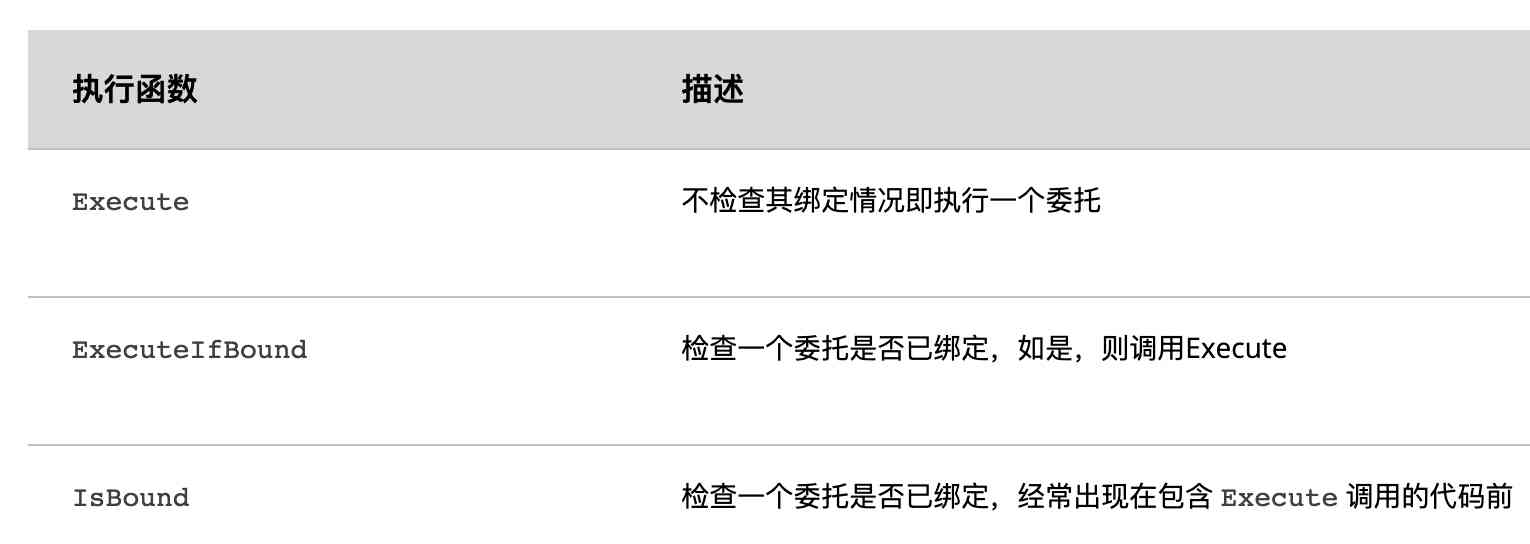 执行函数 描述
Execute 不检查其绑定情况即执行一个委托
ExecuteIfBound 检查一个委托是否已绑定，如是，则调用Execute
IsBound 检查一个委托是否已绑定，经常出现在包含 Execute 调用的代码前